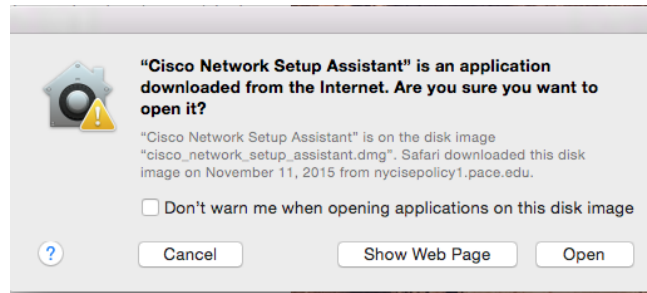 “Cisco Network Setup Assistant” is an application
downloaded from the Internet. Are you sure you want to
open it?
“Cisco Network Setup Assistant” is on the disk image
“cisco_network_setup_assistant.dmg”. Safari downloaded this disk
image on November 11, 2015 from nycisepolicy1.pace.edu.
Don’t warn me when opening applications on this disk image
? Cancel Show Web Page Open